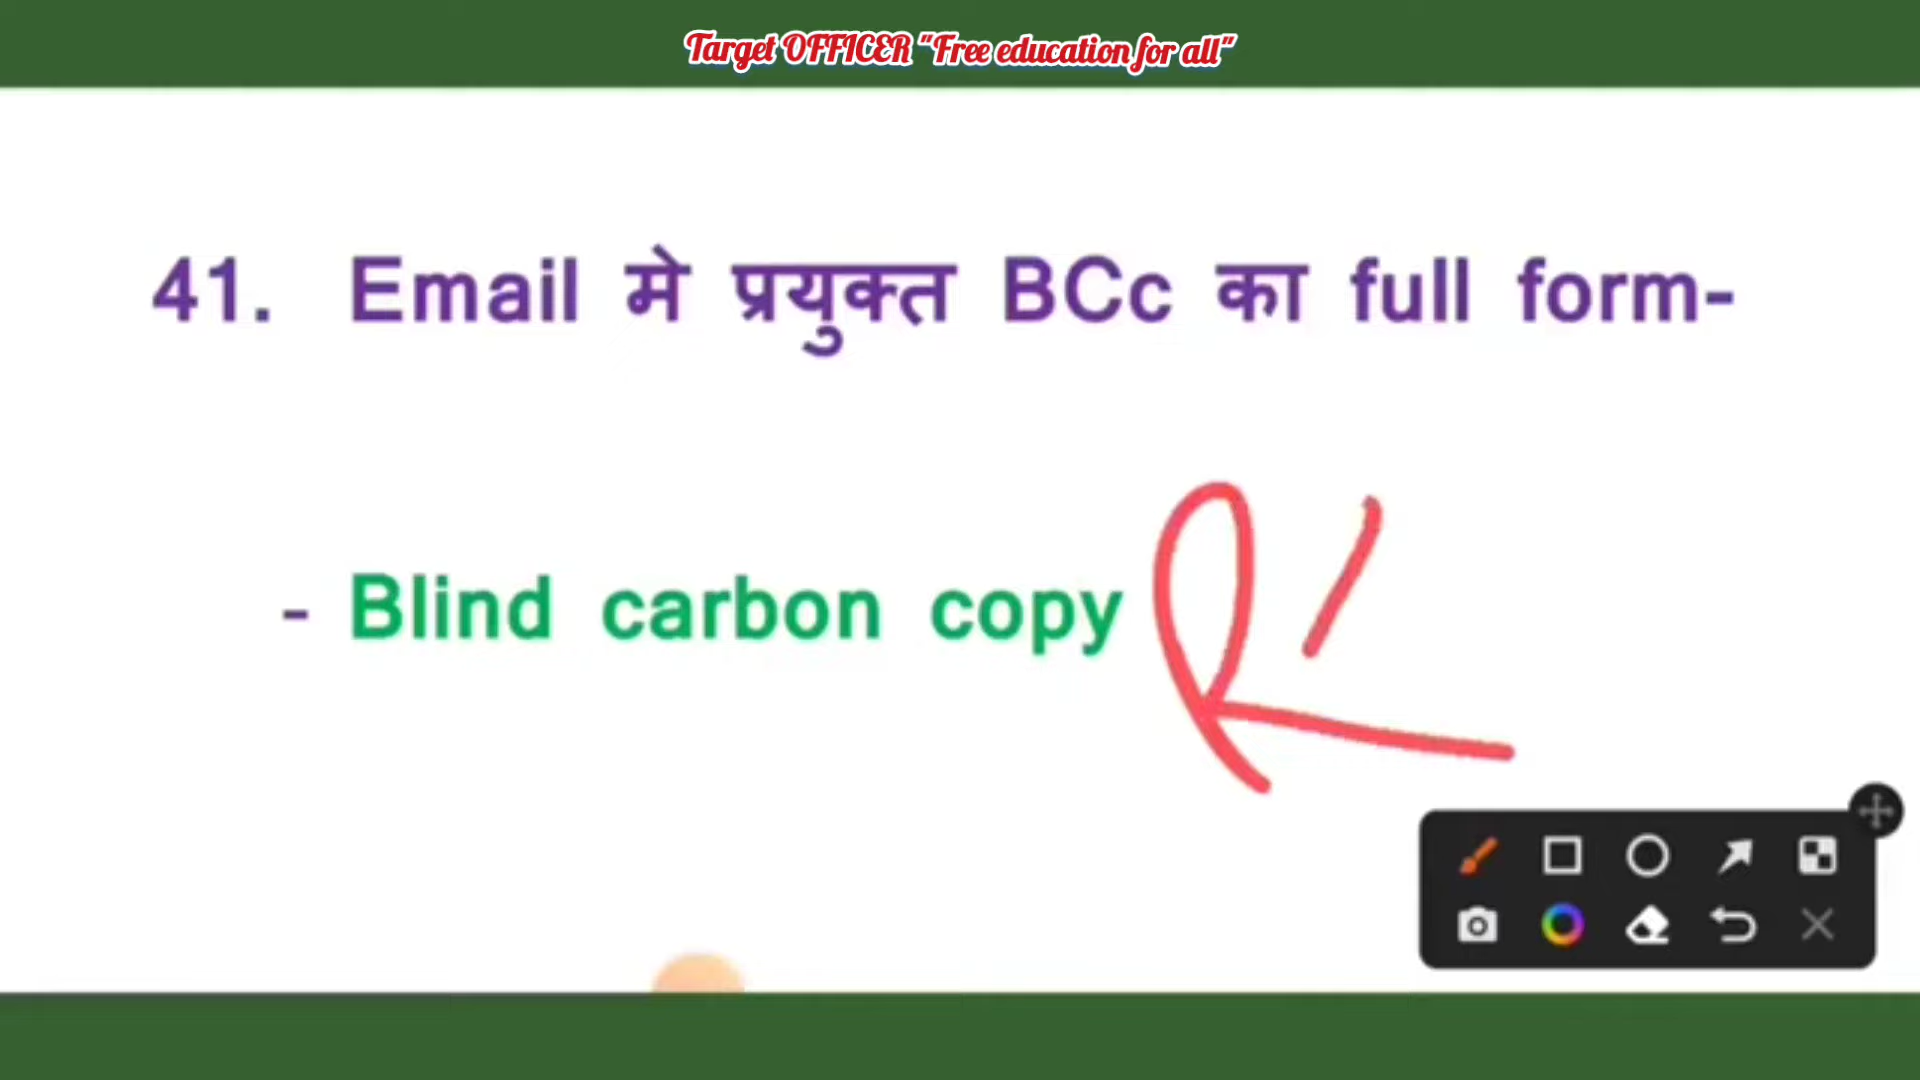 Target OFFICER "Free education for all"
41. Email मे प्रयुक्त BCc का full form-
- Blind carbon copy